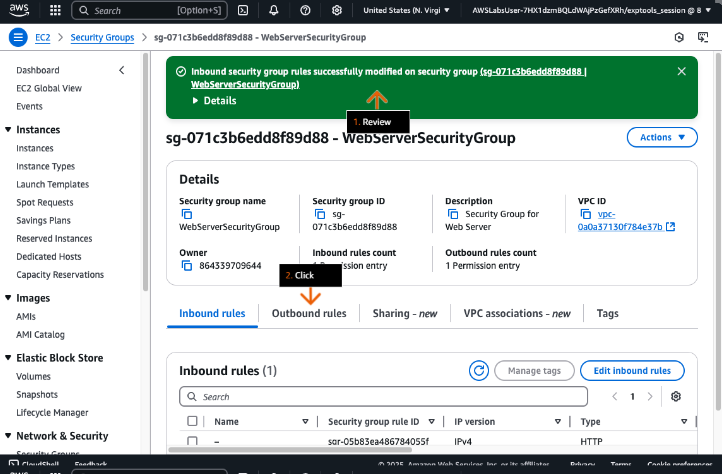 aws
Search
[Option+S]
United States (N. Virgi
AWSLabsUser-7HX1dzmBQLdWAjPzGefXRh/exptools_session @ 8
EC2
Security Groups
sg-071c3b6edd8f89d88 - WebServerSecurityGroup
Dashboard
EC2 Global View
Events
Instances
Instances
Instance Types
Launch Templates
Spot Requests
Savings Plans
Reserved Instances
Dedicated Hosts
Capacity Reservations
Images
AMIs
AMI Catalog
Elastic Block Store
Volumes
Snapshots
Lifecycle Manager
Network & Security
Security Groups
Inbound security group rules successfully modified on security group (sg-071c3b6edd8f89d88 |
WebServerSecurityGroup)
Details
1. Review
sg-071c3b6edd8f89d88 - WebServerSecurityGroup
Actions
Details
Security group name
WebServerSecurityGroup
Security group ID
sg-
071c3b6edd8f89d88
Description
Security Group for
Web Server
VPC ID
vpc-
0a0a37130f784e37b
Owner
864339709644
Inbound rules count
1 Permission entry
Outbound rules count
1 Permission entry
2. Click
Inbound rules
Outbound rules
Sharing - new
VPC associations - new
Tags
Inbound rules (1)
Manage tags
Edit inbound rules
Search
1
Name
Security group rule ID
IP version
Type
–
sgr-05b83ea486784055f
IPv4
HTTP
CloudShell
Feedback
© 2025, Amazon Web Services, Inc. or its affiliates.
Privacy
Terms
Cookie preferences